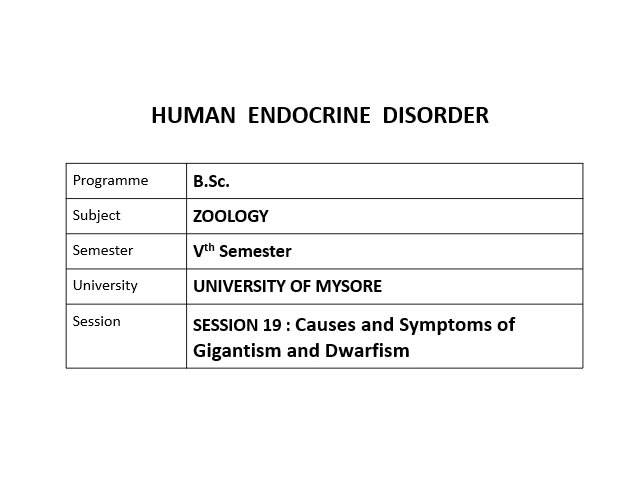 HUMAN ENDOCRINE DISORDER
Programme B.Sc.
Subject ZOOLOGY
Semester Vth Semester
University UNIVERSITY OF MYSORE
Session SESSION 19 : Causes and Symptoms of
Gigantism and Dwarfism